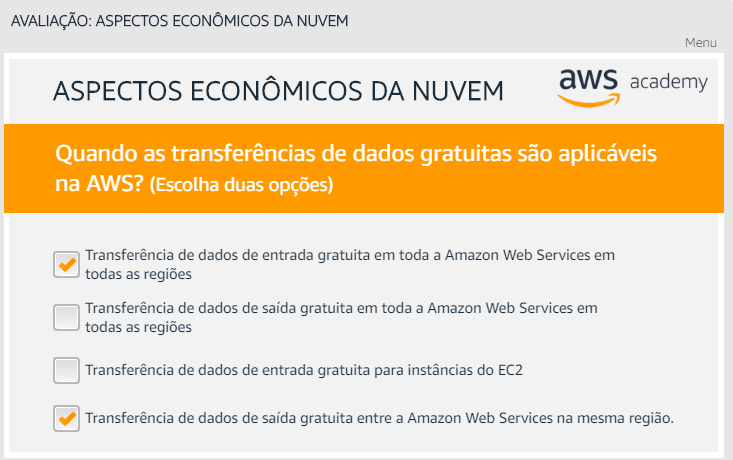 AVALIAÇÃO: ASPECTOS ECONÔMICOS DA NUVEM
Menu
ASPECTOS ECONÔMICOS DA NUVEM
aws academy
Quando as transferências de dados gratuitas são aplicáveis
na AWS? (Escolha duas opções)
Transferência de dados de entrada gratuita em toda a Amazon Web Services em
todas as regiões
Transferência de dados de saída gratuita em toda a Amazon Web Services em
todas as regiões
Transferência de dados de entrada gratuita para instâncias do EC2
Transferência de dados de saída gratuita entre a Amazon Web Services na mesma região.